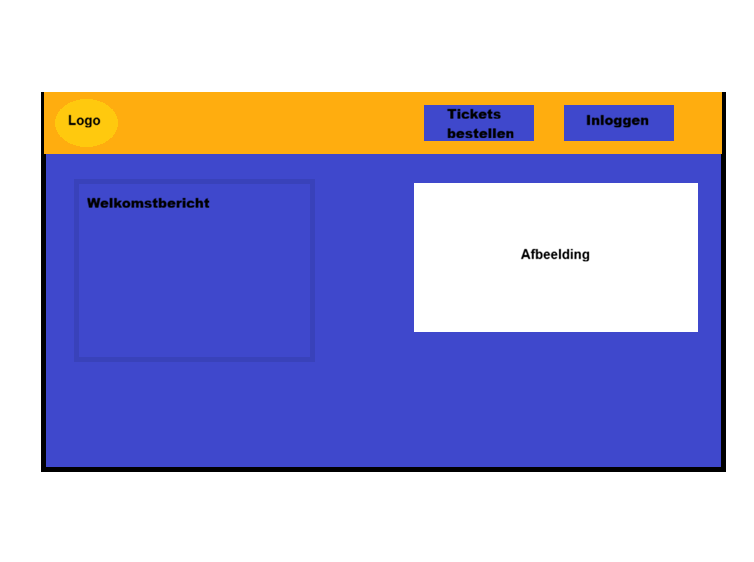 Logo
Tickets
bestellen
Inloggen
Welkomstbericht
Afbeelding